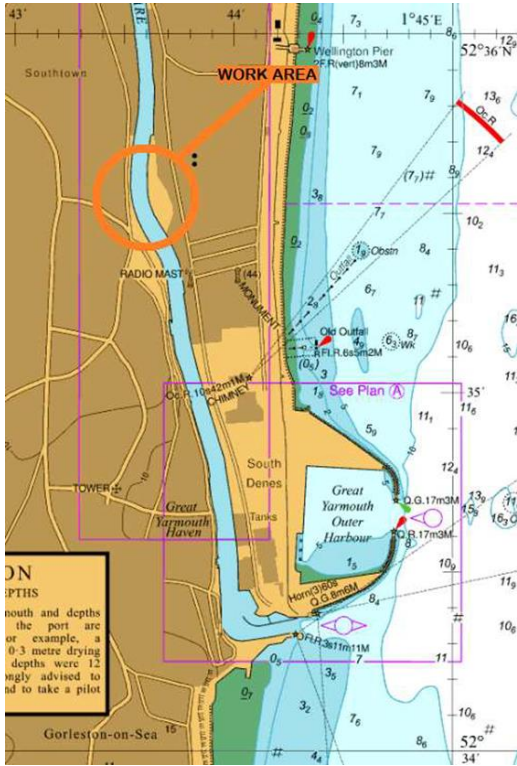 44
1°45'E
52°36'N
Southtown
Wellington Pier
2F.R(vert)8m3M
WORK AREA
Oc.R
Outfall
Obstn
RADIO MAST
(44)
MONUMENT
Old Outfall
Fl.R.6s5m2M
Wk
Oc.R.10s42m1M
CHIMNEY
See Plan A
35'
TOWER
Great
Yarmouth
Haven
South
Denes
Tanks
Great
Yarmouth
Outer
Harbour
Q.G.17m3M
Q.R.17m3M
Horn(3)60s
Q.G.8m6M
Fl.R.3s11m11M
ON
EPTHS
mouth and depths
the port are
or example, a
0·3 metre drying
depths were 12
ongly advised to
nd to take a pilot
Gorleston-on-Sea
52°
34'